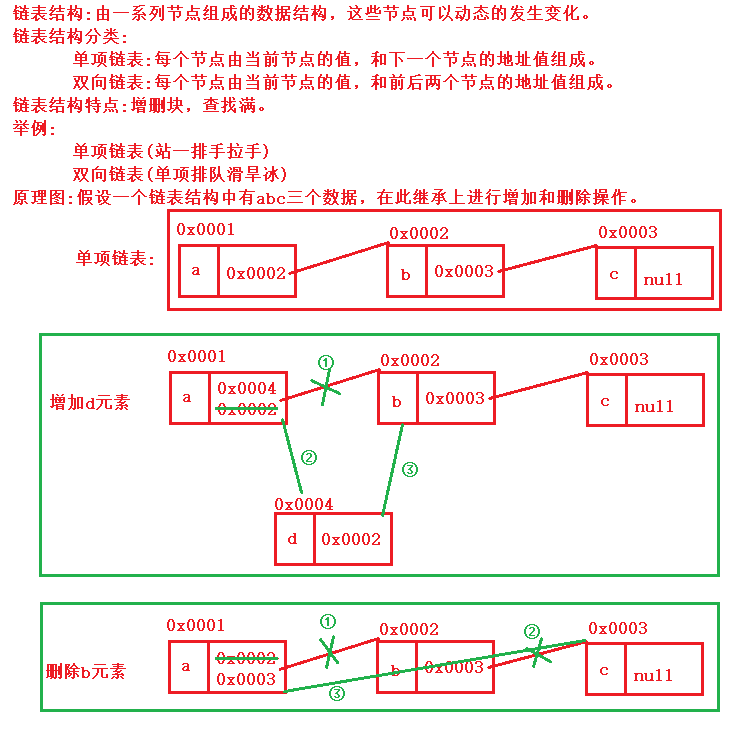 链表结构:由一系列节点组成的数据结构，这些节点可以动态的发生变化。
链表结构分类:
单项链表:每个节点由当前节点的值，和下一个节点的地址值组成。
双向链表:每个节点由当前节点的值，和前后两个节点的地址值组成。
链表结构特点:增删块，查找满。
举例:
单项链表(站一排手拉手)
双向链表(单项排队滑旱冰)
原理图:假设一个链表结构中有abc三个数据，在此继承上进行增加和删除操作。
0x0001 0x0002 0x0003
单项链表: a 0x0002 b 0x0003 c null
0x0001 ① 0x0002 0x0003
增加d元素 a 0x0004 b 0x0003 c null
0x0002
② ③
0x0004
d 0x0002
0x0001 ① 0x0002 ② 0x0003
删除b元素 a 0x0002 b 0x0003 c null
0x0003 ③